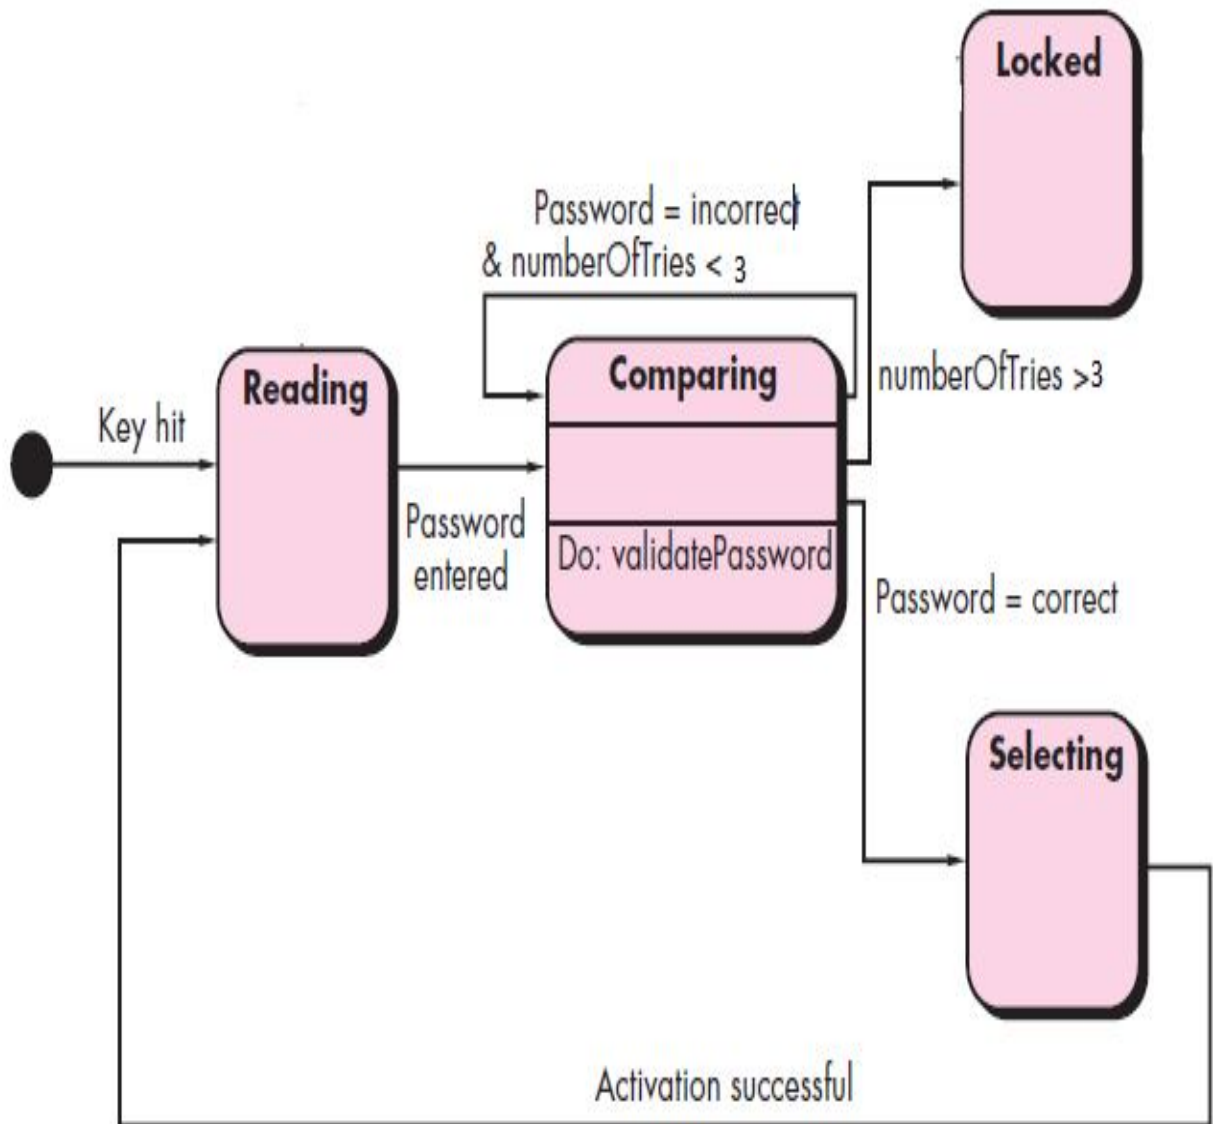 Locked
Password = incorrect
& numberOfTries < 3
Comparing
numberOfTries >3
Reading
Key hit
Password
entered
Do: validatePassword
Password = correct
Selecting
Activation successful